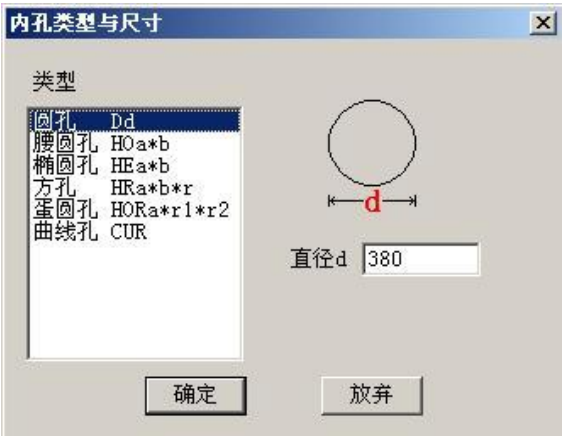 内孔类型与尺寸
类型
圆孔 Dd
腰圆孔 HOa*b
椭圆孔 HEa*b
方孔 HRa*b*r
蛋圆孔 HORa*r1*r2
曲线孔 CUR
d
直径d 380
确定 放弃